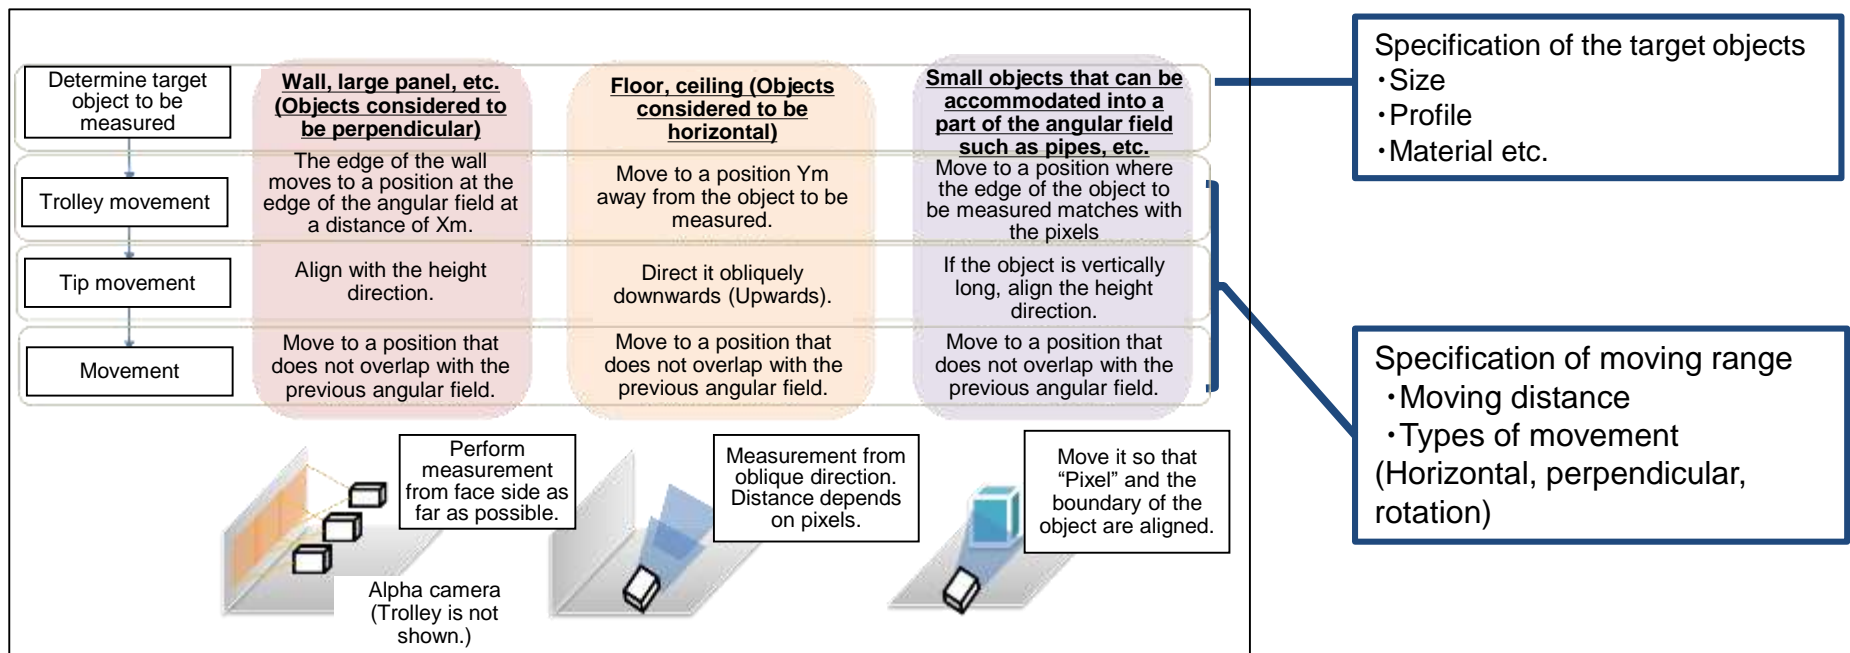 Determine target
object to be
measured
Wall, large panel, etc.
(Objects considered to
be perpendicular)
Floor, ceiling (Objects
considered to be
horizontal)
Small objects that can be
accommodated into a
part of the angular field
such as pipes, etc.
Trolley movement
The edge of the wall
moves to a position at the
edge of the angular field at
a distance of Xm.
Move to a position Ym
away from the object to be
measured.
Move to a position where
the edge of the object to
be measured matches with
the pixels
Tip movement
Align with the height
direction.
Direct it obliquely
downwards (Upwards).
If the object is vertically
long, align the height
direction.
Movement
Move to a position that
does not overlap with the
previous angular field.
Move to a position that
does not overlap with the
previous angular field.
Move to a position that
does not overlap with the
previous angular field.
Perform
measurement
from face side as
far as possible.
Measurement from
oblique direction.
Distance depends
on pixels.
Move it so that
“Pixel” and the
boundary of the
object are aligned.
Alpha camera
(Trolley is not
shown.)
Specification of the target objects
・Size
・Profile
・Material etc.
Specification of moving range
・Moving distance
・Types of movement
(Horizontal, perpendicular,
rotation)